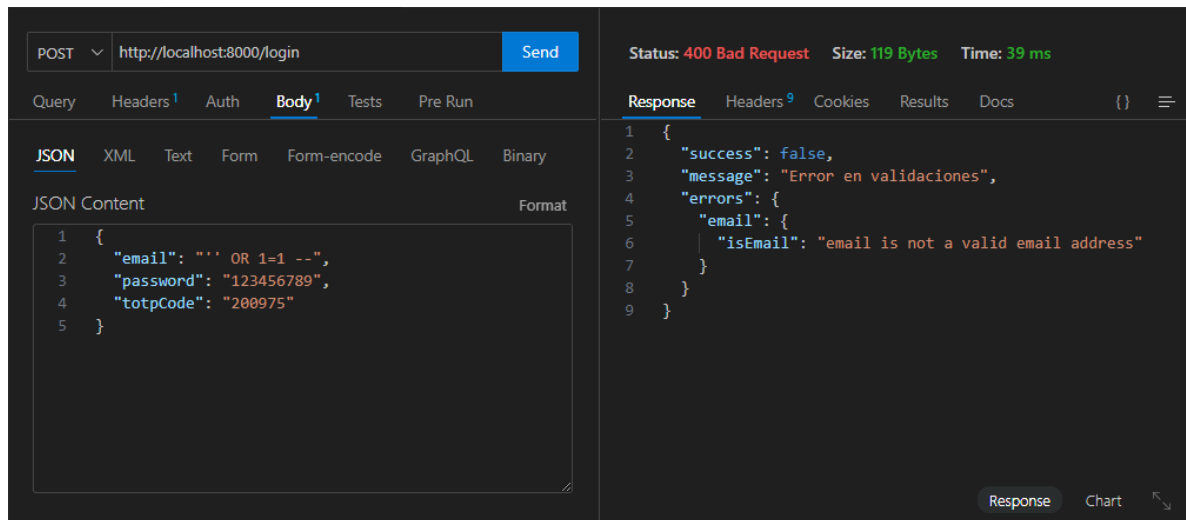 POST http://localhost:8000/login Send
Query Headers 1 Auth Body 1 Tests Pre Run
JSON XML Text Form Form-encode GraphQL Binary
JSON Content Format
1 {
2 "email": "'' OR 1=1 --",
3 "password": "123456789",
4 "totpCode": "200975"
5 }
Status: 400 Bad Request Size: 119 Bytes Time: 39 ms
Response Headers 9 Cookies Results Docs {}
1 {
2 "success": false,
3 "message": "Error en validaciones",
4 "errors": {
5 "email": {
6 "isEmail": "email is not a valid email address"
7 }
8 }
9 }
Response Chart